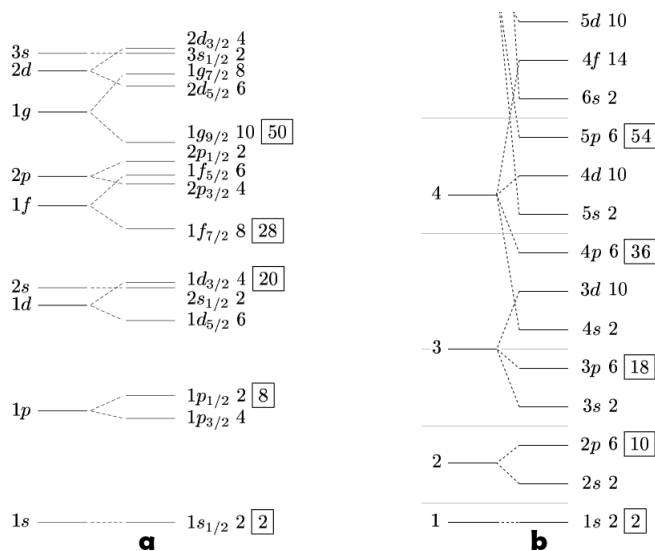 3s
2d
1g
2p
1f
2s
1d
1p
1s
2d3/2 4
3s1/2 2
1g7/2 8
2d5/2 6
1g9/2 10 50
2p1/2 2
1f5/2 6
2p3/2 4
1f7/2 8 28
1d3/2 4 20
2s1/2 2
1d5/2 6
1p1/2 2 8
1p3/2 4
1s1/2 2 2
a
4
3
2
1
5d 10
4f 14
6s 2
5p 6 54
4d 10
5s 2
4p 6 36
3d 10
4s 2
3p 6 18
3s 2
2p 6 10
2s 2
1s 2 2
b